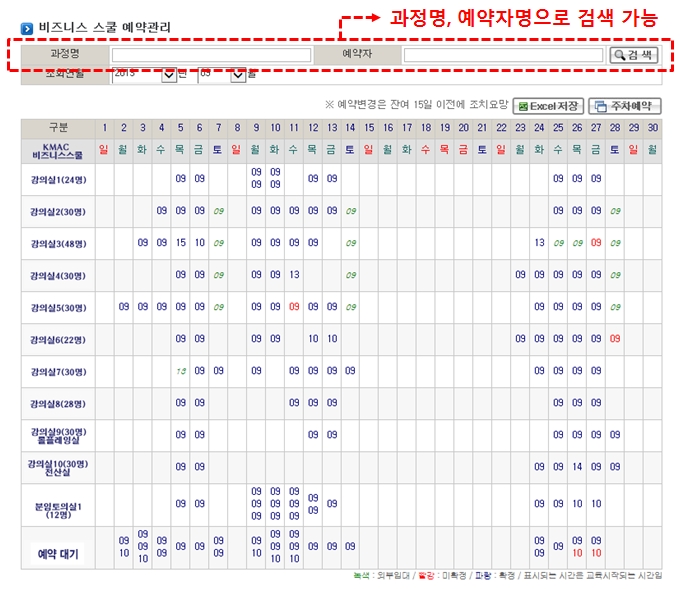 과정명, 예약자명으로 검색 가능
비즈니스 스쿨 예약관리
과정명 예약자 검 색
조회연월 2015 년 09 월
※ 예약변경은 잔여 15일 이전에 조치요망 Excel 저장 주차예약
구분 1 2 3 4 5 6 7 8 9 10 11 12 13 14 15 16 17 18 19 20 21 22 23 24 25 26 27 28 29 30
KMAC 비즈니스스쿨 일 월 화 수 목 금 토 일 월 화 수 목 금 토 일 월 화 수 목 금 토 일 월 화 수 목 금 토 일 월
강의실1(24명) 09 09 09 09 09 09 09 09 09 09 09
강의실2(30명) 09 09 09 09 09 09 09 09 09 09 09 09 09 09
강의실3(48명) 09 09 15 10 09 09 09 09 09 09 13 09 09 09 09
강의실4(30명) 09 09 09 09 09 13 09 09 09 09 09 09 09
강의실5(30명) 09 09 09 09 09 09 09 09 09 09 09 09 09 09 09 09 09
강의실6(22명) 09 09 09 09 10 10 09 09 09 09 09 09
강의실7(30명) 13 09 09 09 09 09 09 09 09 09 09 09
강의실8(28명) 09 09 09 09 09 09 09 09
강의실9(30명) 롤플레잉실 09 09 09 09 09 09 09 09
강의실10(30명) 전산실 09 09 09 09 14 09 09
분임토의실1 (12명) 09 09 09 09 09 09 09 09 09 09 09 09 09 09 09 09 10 10
예약 대기 09 10 09 09 10 09 09 09 09 09 09 10 09 09 10 09 09 10 09 09 09 09 09 09 09 10 09 10
녹색 : 외부임대 / 빨강 : 미확정 / 파랑 : 확정 / 표시되는 시간은 교육시작되는 시간임